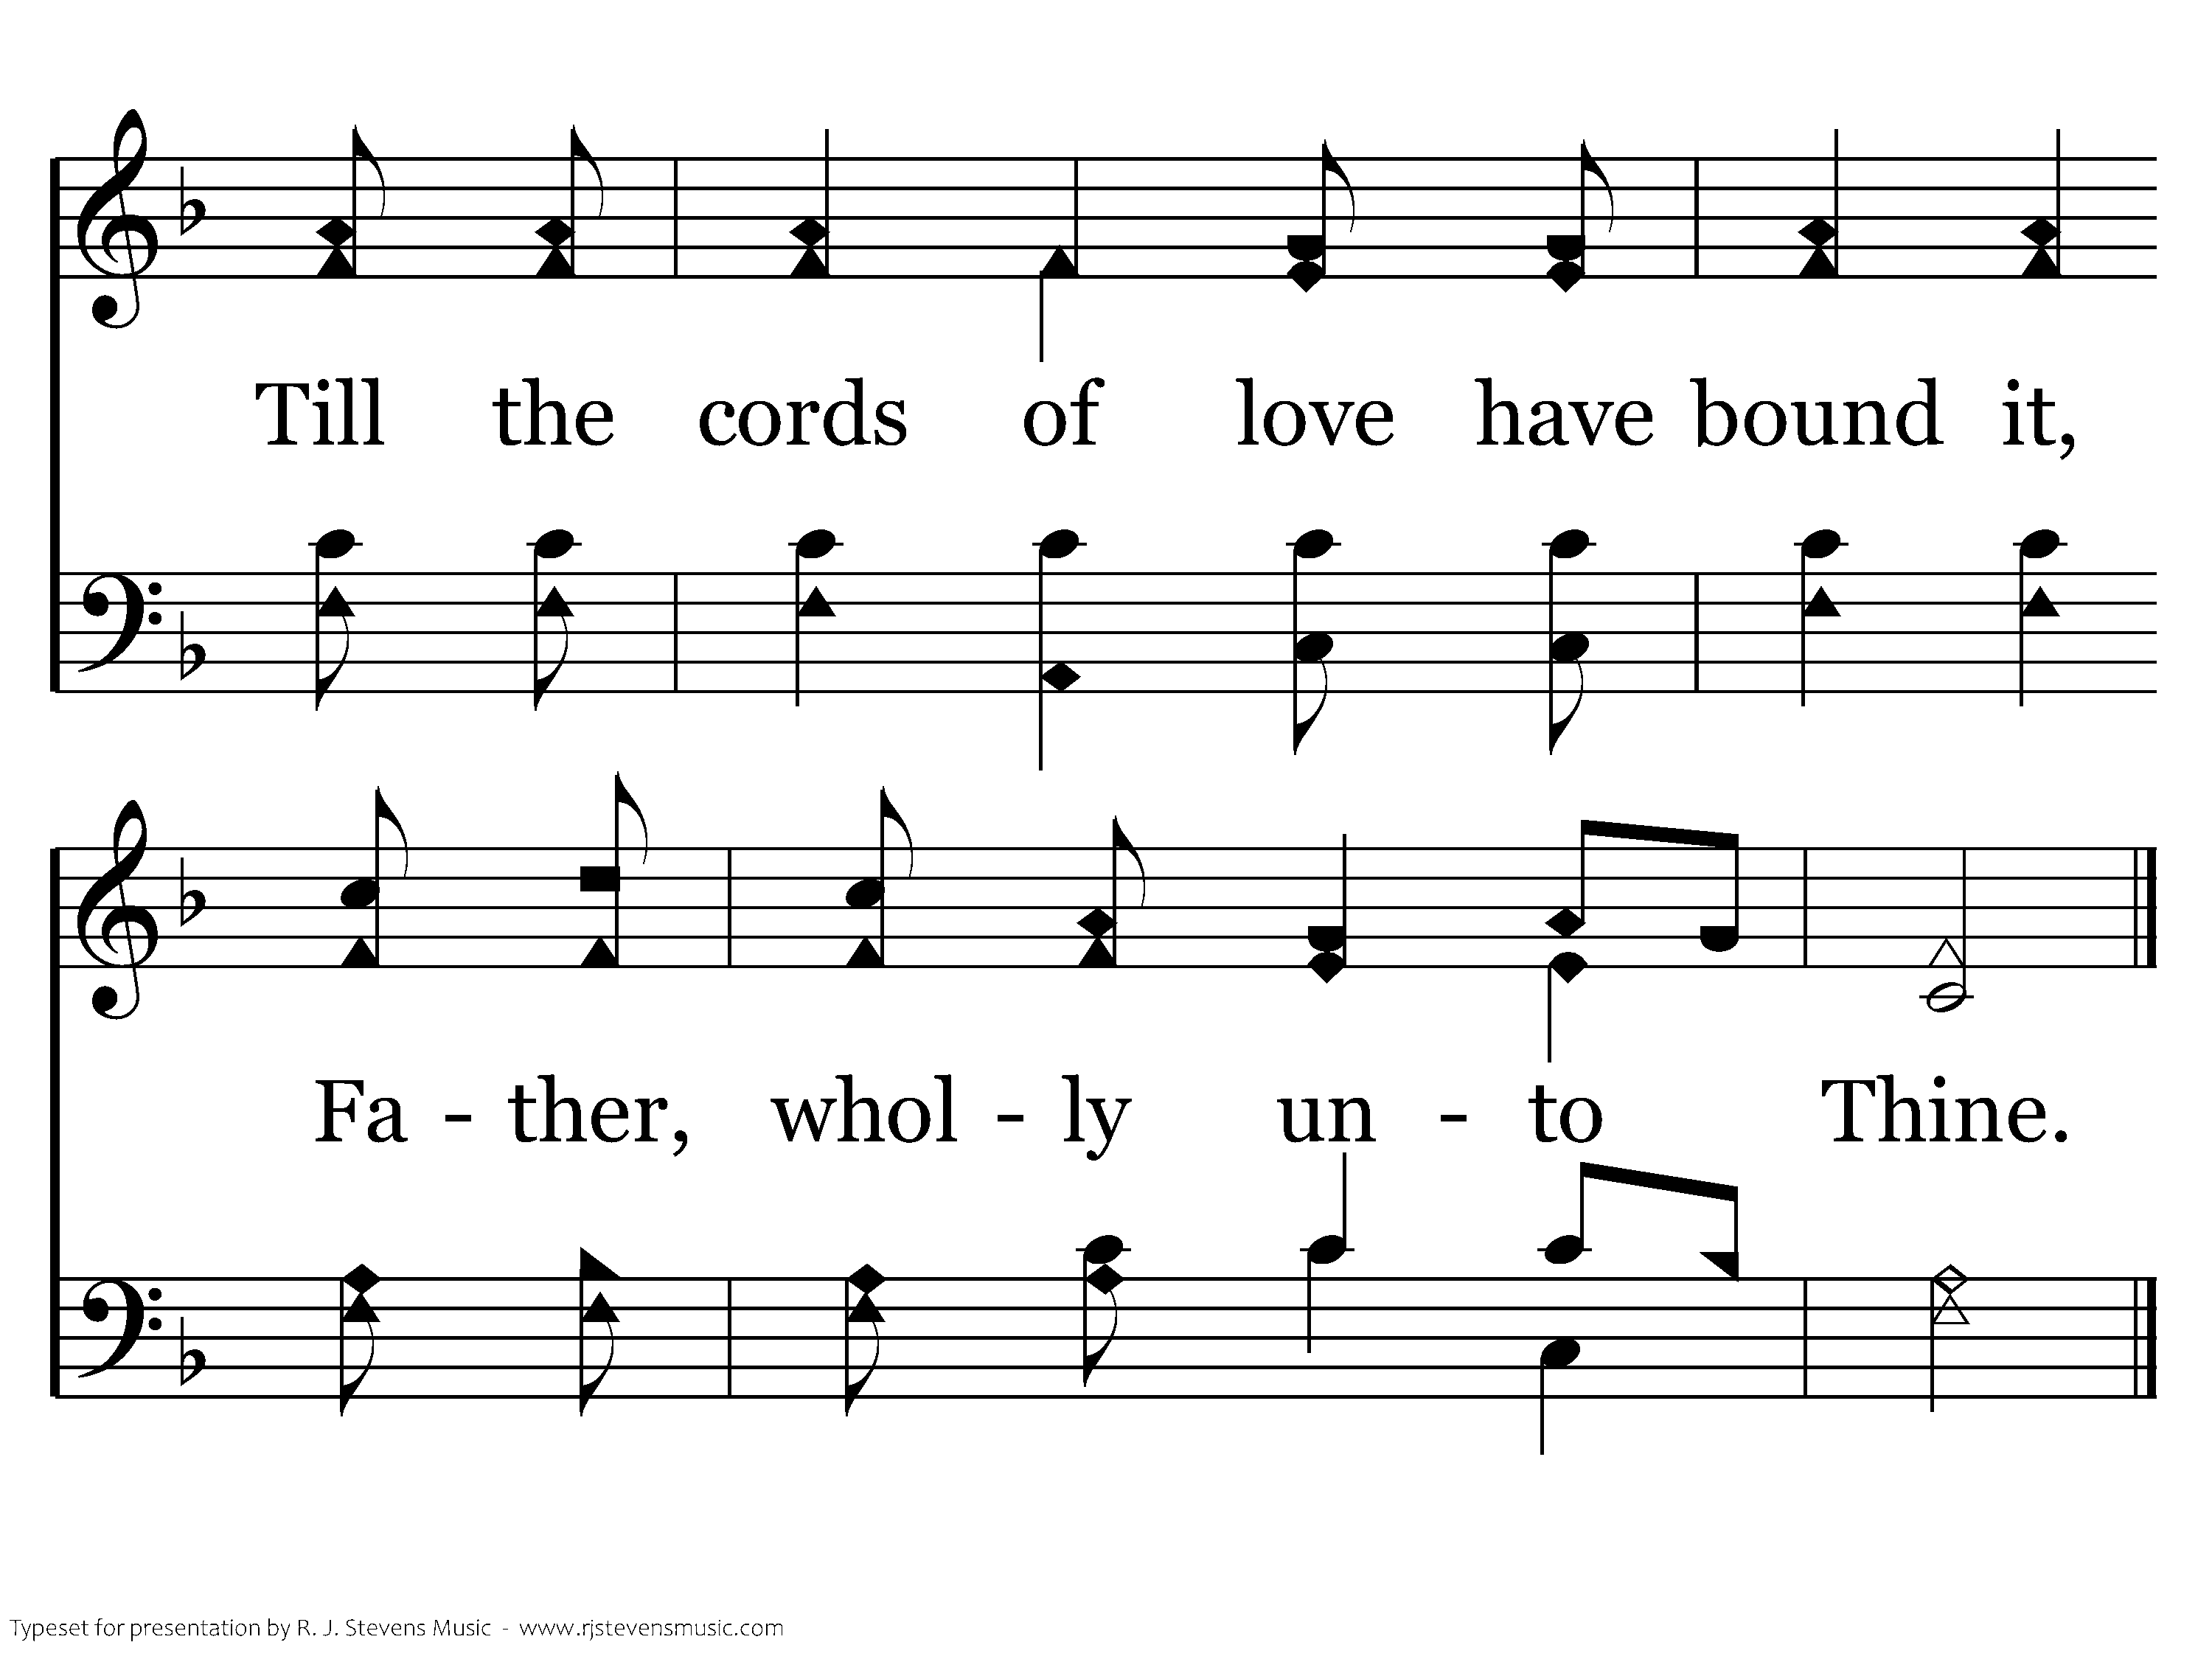 Till the cords of love have bound it,
Fa - ther, whol - ly un - to Thine.
Typeset for presentation by R. J. Stevens Music - www.rjstevensmusic.com